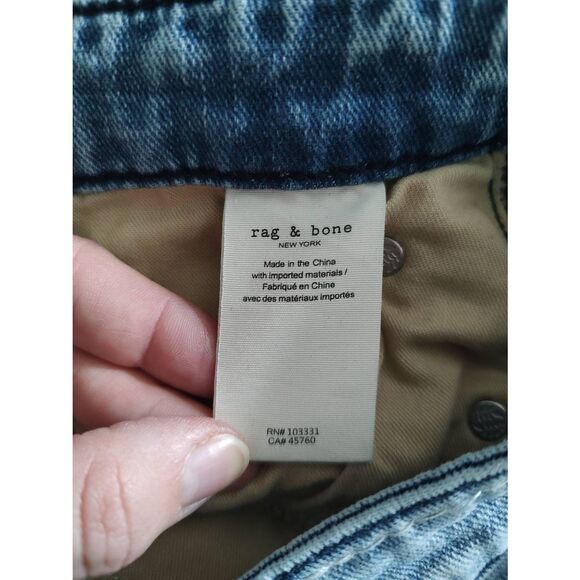 rag & bone
NEW YORK
Made in the China
with imported materials /
Fabriqué en Chine
avec des matériaux importés
RN# 103331
CA# 45760